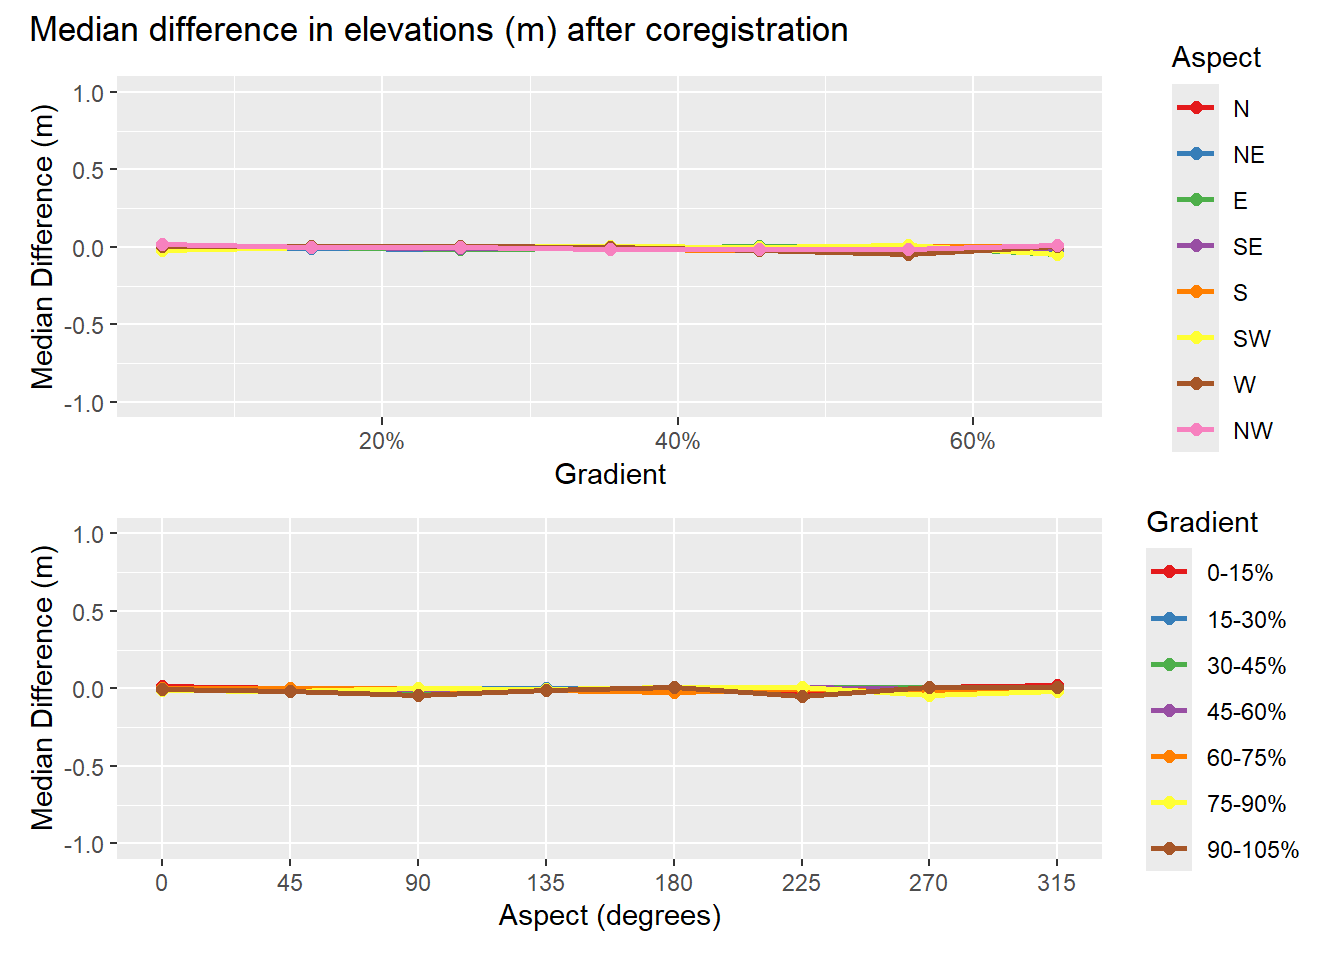 Median difference in elevations (m) after coregistration
Median Difference (m)
1.0
0.5
0.0
-0.5
-1.0
20% 40% 60%
Gradient
Aspect
N
NE
E
SE
S
SW
W
NW
Median Difference (m)
1.0
0.5
0.0
-0.5
-1.0
0 45 90 135 180 225 270 315
Aspect (degrees)
Gradient
0-15%
15-30%
30-45%
45-60%
60-75%
75-90%
90-105%